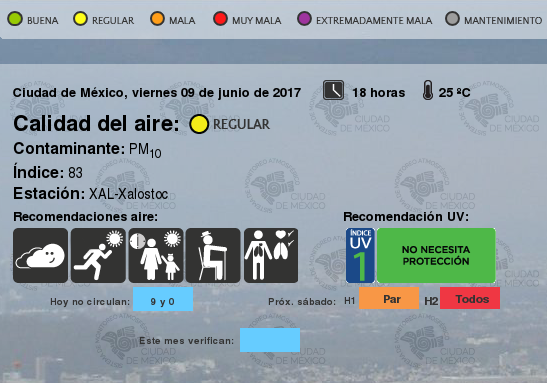 BUENA REGULAR MALA MUY MALA EXTREMADAMENTE MALA MANTENIMIENTO
Ciudad de México, viernes 09 de junio de 2017 18 horas 25 ºC
Calidad del aire: REGULAR
Contaminante: PM10
Índice: 83
Estación: XAL-Xalostoc
Recomendaciones aire: Recomendación UV:
ÍNDICE
UV
1
NO NECESITA
PROTECCIÓN
Hoy no circulan: 9 y 0 Próx. sábado: H1 Par H2 Todos
Este mes verifican:
CIUDAD
DE MÉXICO